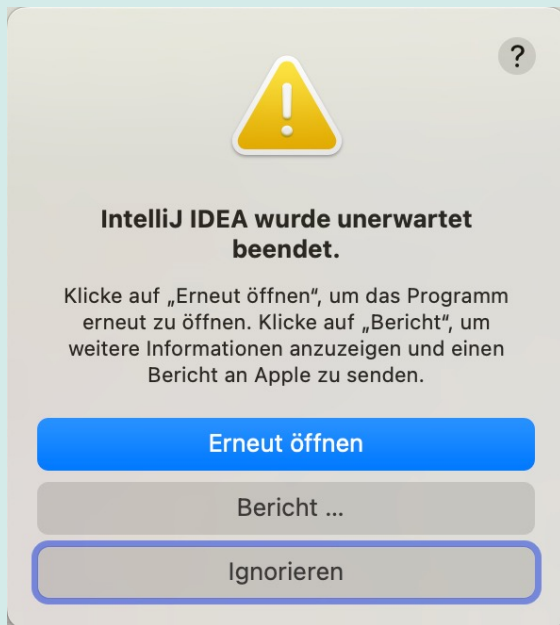 ?
IntelliJ IDEA wurde unerwartet
beendet.
Klicke auf „Erneut öffnen“, um das Programm
erneut zu öffnen. Klicke auf „Bericht“, um
weitere Informationen anzuzeigen und einen
Bericht an Apple zu senden.
Erneut öffnen
Bericht ...
Ignorieren